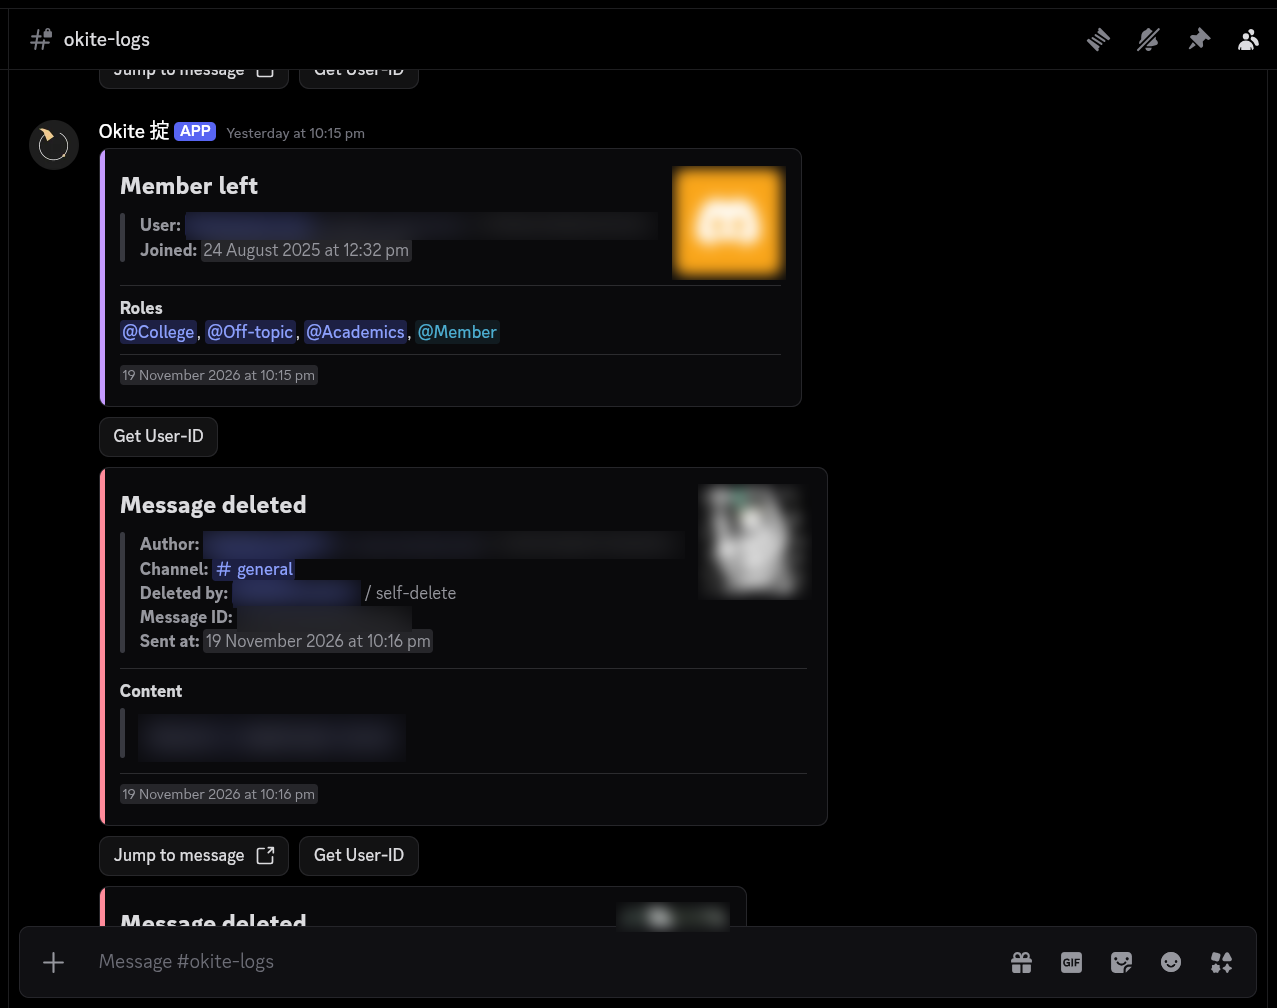 okite-logs
Jump to message Get User-ID
Okite 掟 APP Yesterday at 10:15 pm
Member left
User:
Joined: 24 August 2025 at 12:32 pm
Roles
@College, @Off-topic, @Academics, @Member
19 November 2026 at 10:15 pm
Get User-ID
Message deleted
Author:
Channel: # general
Deleted by: / self-delete
Message ID:
Sent at: 19 November 2026 at 10:16 pm
Content
19 November 2026 at 10:16 pm
Jump to message Get User-ID
Message deleted
Message #okite-logs
GIF